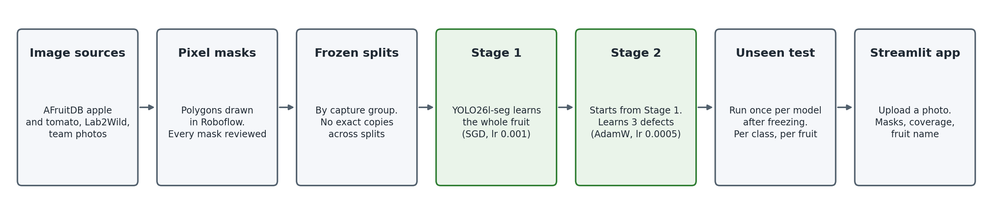 Image sources
AFruitDB apple
and tomato, Lab2Wild,
team photos
Pixel masks
Polygons drawn
in Roboflow.
Every mask reviewed
Frozen splits
By capture group.
No exact copies
across splits
Stage 1
YOLO26l-seg learns
the whole fruit
(SGD, lr 0.001)
Stage 2
Starts from Stage 1.
Learns 3 defects
(AdamW, lr 0.0005)
Unseen test
Run once per model
after freezing.
Per class, per fruit
Streamlit app
Upload a photo.
Masks, coverage,
fruit name